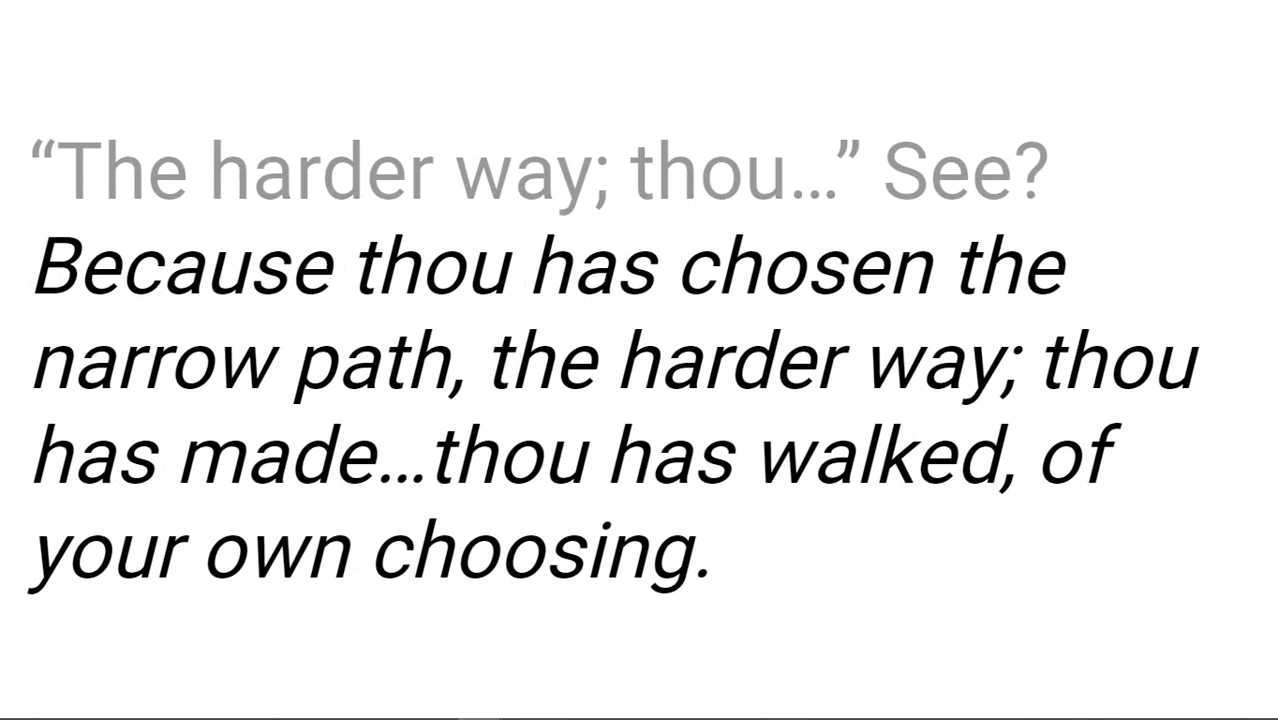 “The harder way; thou…” See?
Because thou has chosen the
narrow path, the harder way; thou
has made…thou has walked, of
your own choosing.